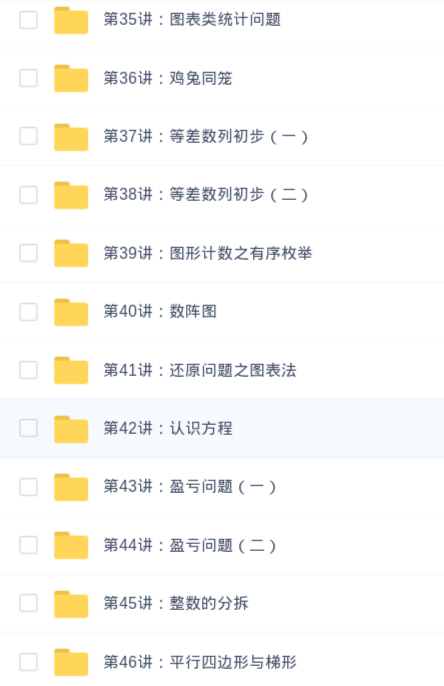 第35讲：图表类统计问题
第36讲：鸡兔同笼
第37讲：等差数列初步（一）
第38讲：等差数列初步（二）
第39讲：图形计数之有序枚举
第40讲：数阵图
第41讲：还原问题之图表法
第42讲：认识方程
第43讲：盈亏问题（一）
第44讲：盈亏问题（二）
第45讲：整数的分拆
第46讲：平行四边形与梯形